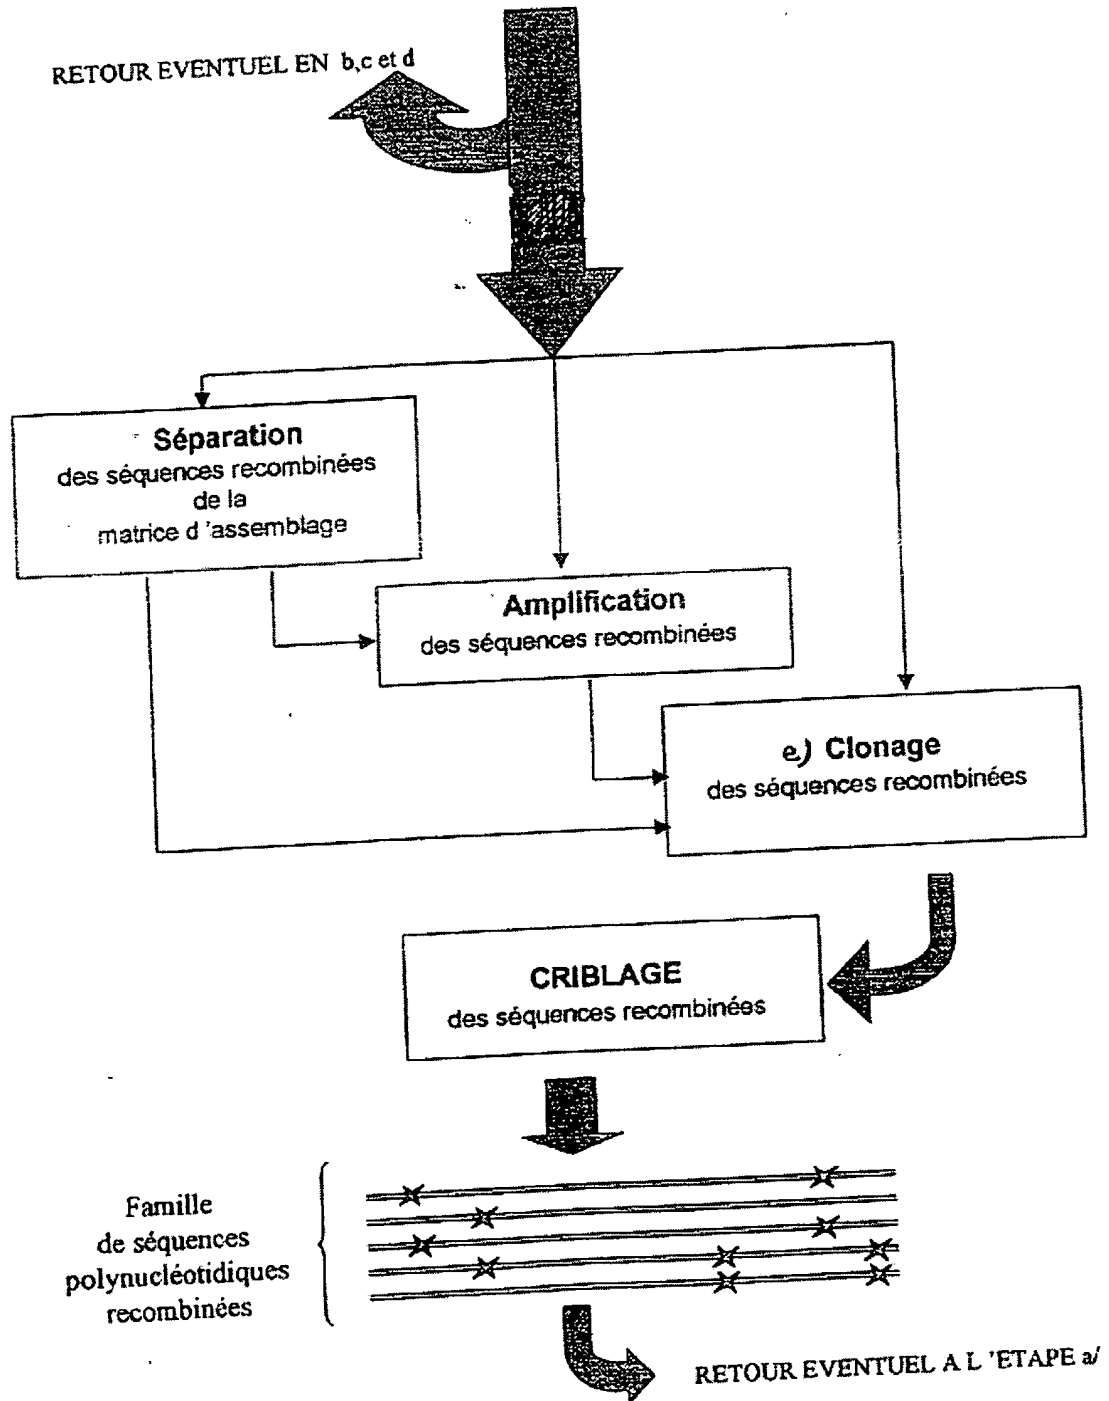 RETOUR EVENTUEL EN b,c et d
Séparation
des séquences recombinées
de la
matrice d 'assemblage
Amplification
des séquences recombinées
e) Clonage
des séquences recombinées
CRIBLAGE
des séquences recombinées
Famille
de séquences
polynucléotidiques
recombinées
RETOUR EVENTUEL A L 'ETAPE a/